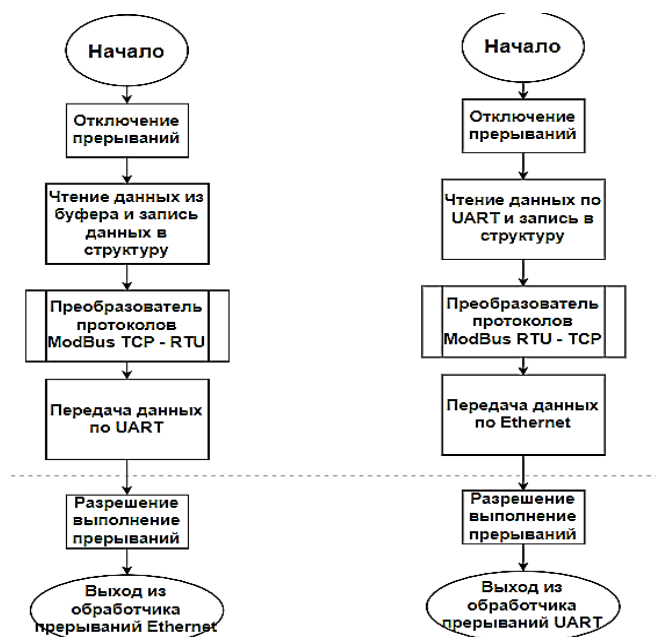 Начало
Отключение
прерываний
Чтение данных из
буфера и запись
данных в
структуру
Преобразователь
протоколов
ModBus TCP - RTU
Передача данных
по UART
Разрешение
выполнение
прерываний
Выход из
обработчика
прерываний Ethernet
Начало
Отключение
прерываний
Чтение данных по
UART и запись в
структуру
Преобразователь
протоколов
ModBus RTU - TCP
Передача данных
по Ethernet
Разрешение
выполнение
прерываний
Выход из
обработчика
прерываний UART